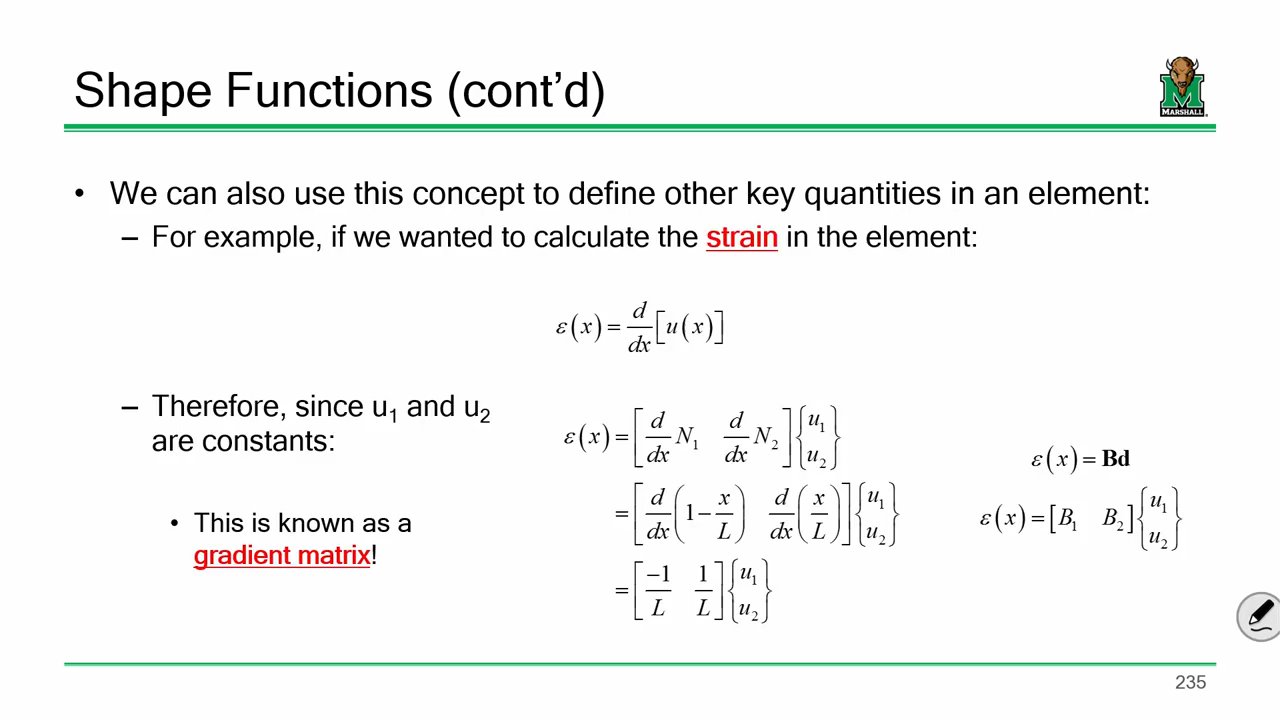 Shape Functions (cont'd)
MARSHALL
• We can also use this concept to define other key quantities in an element:
– For example, if we wanted to calculate the strain in the element:
ε(x) = d/dx [u(x)]
– Therefore, since u₁ and u₂
are constants:
ε(x) = [d/dx N₁ d/dx N₂] {u₁ u₂}
= [d/dx (1 − x/L) d/dx (x/L)] {u₁ u₂}
= [−1/L 1/L] {u₁ u₂}
• This is known as a
gradient matrix!
ε(x) = Bd
ε(x) = [B₁ B₂] {u₁ u₂}
235